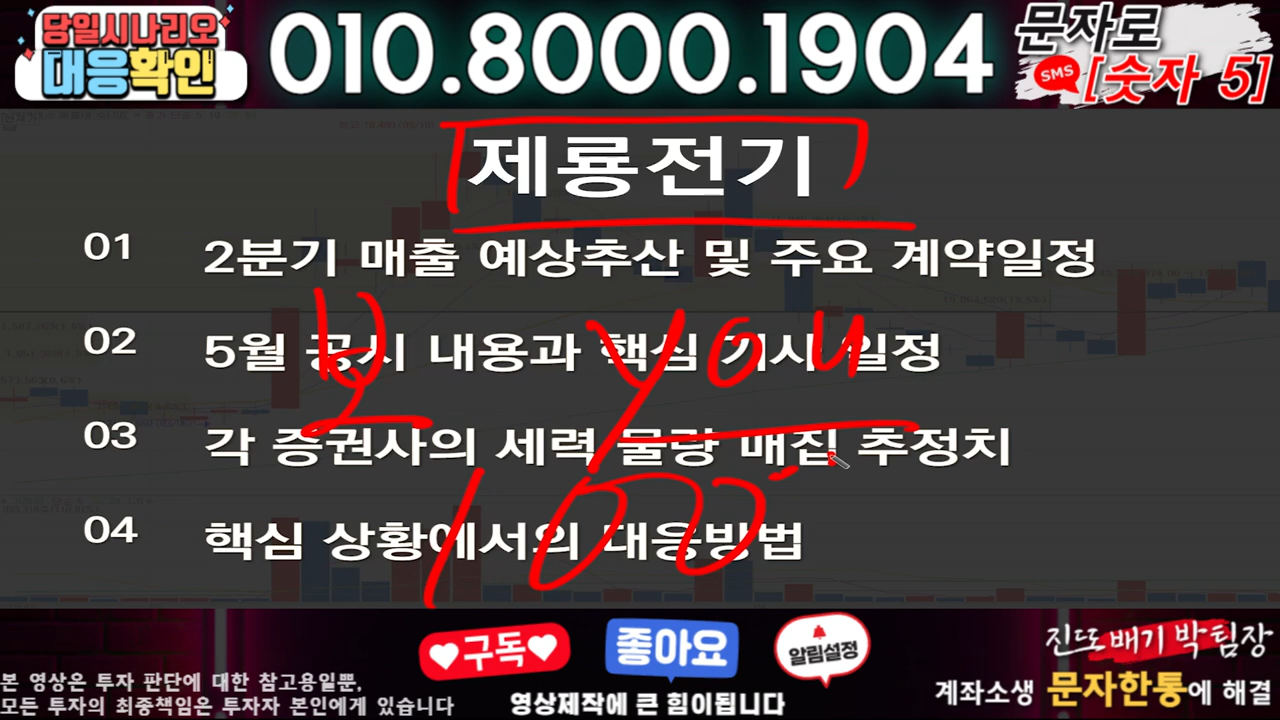 당일시나리오
대응확인
010.8000.1904
문자로
SMS [숫자 5]
제룡전기
01 2분기 매출 예상추산 및 주요 계약일정
02 5월 공시 내용과 핵심 기사 일정
03 각 증권사의 세력 물량 매집 추정치
04 핵심 상황에서의 대응방법
you
100
구독
좋아요
알림설정
영상제작에 큰 힘이됩니다
본 영상은 투자 판단에 대한 참고용일뿐,
모든 투자의 최종책임은 투자자 본인에게 있습니다
진또배기 박팀장
계좌소생 문자한통에 해결